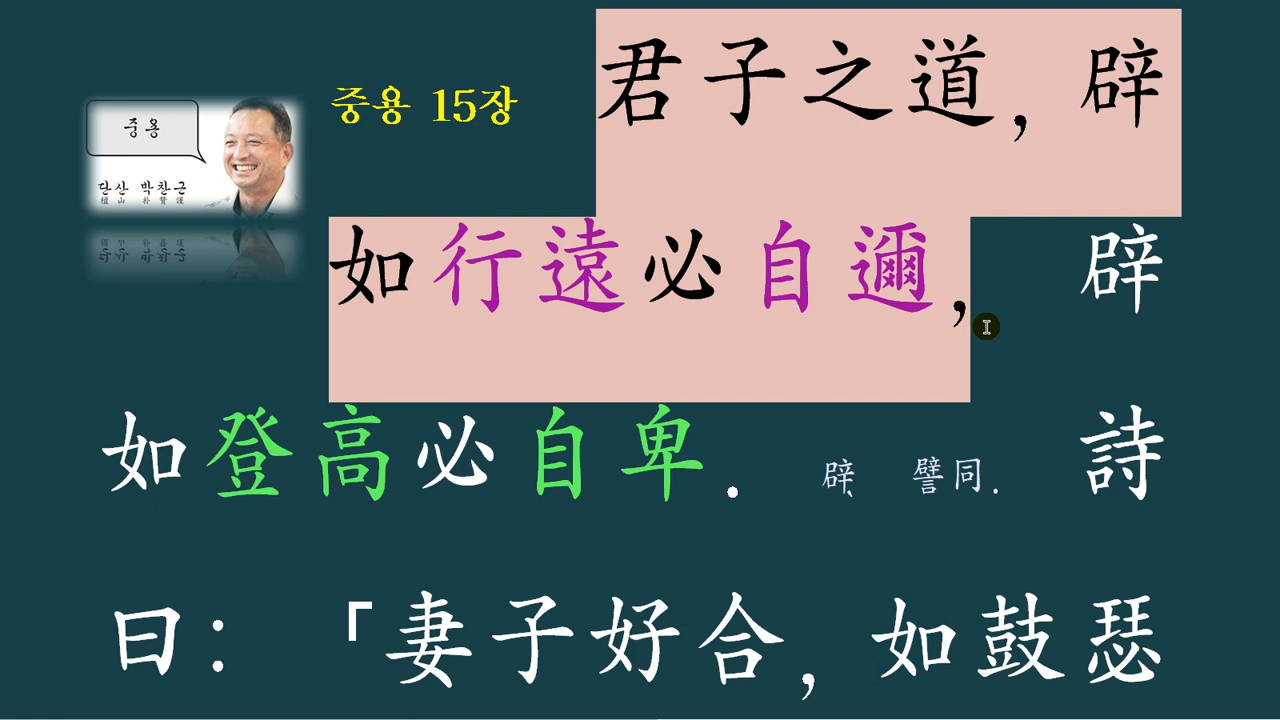 중용 15장
중용
단산 박찬근
檀山 朴贊謹
君子之道, 辟
如行遠必自邇, 辟
如登高必自卑. 辟、譬同. 詩
曰: 「妻子好合, 如鼓瑟